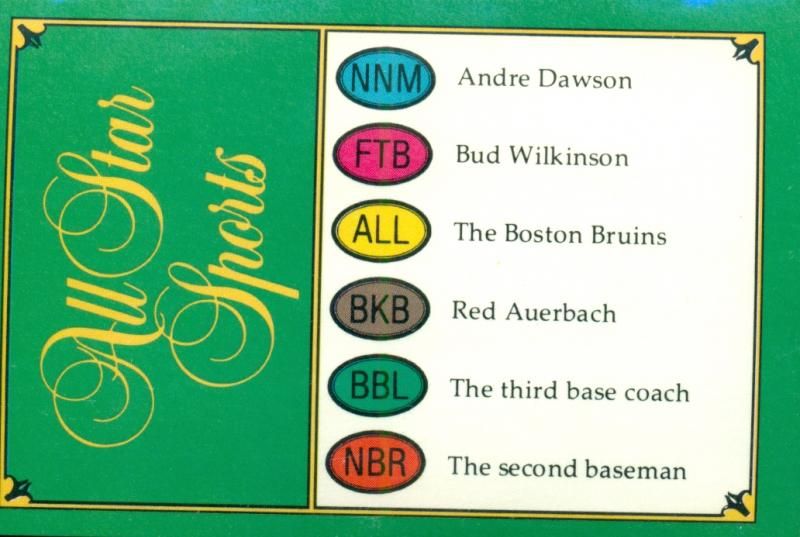 All Star
Sports
NNM Andre Dawson
FTB Bud Wilkinson
ALL The Boston Bruins
BKB Red Auerbach
BBL The third base coach
NBR The second baseman